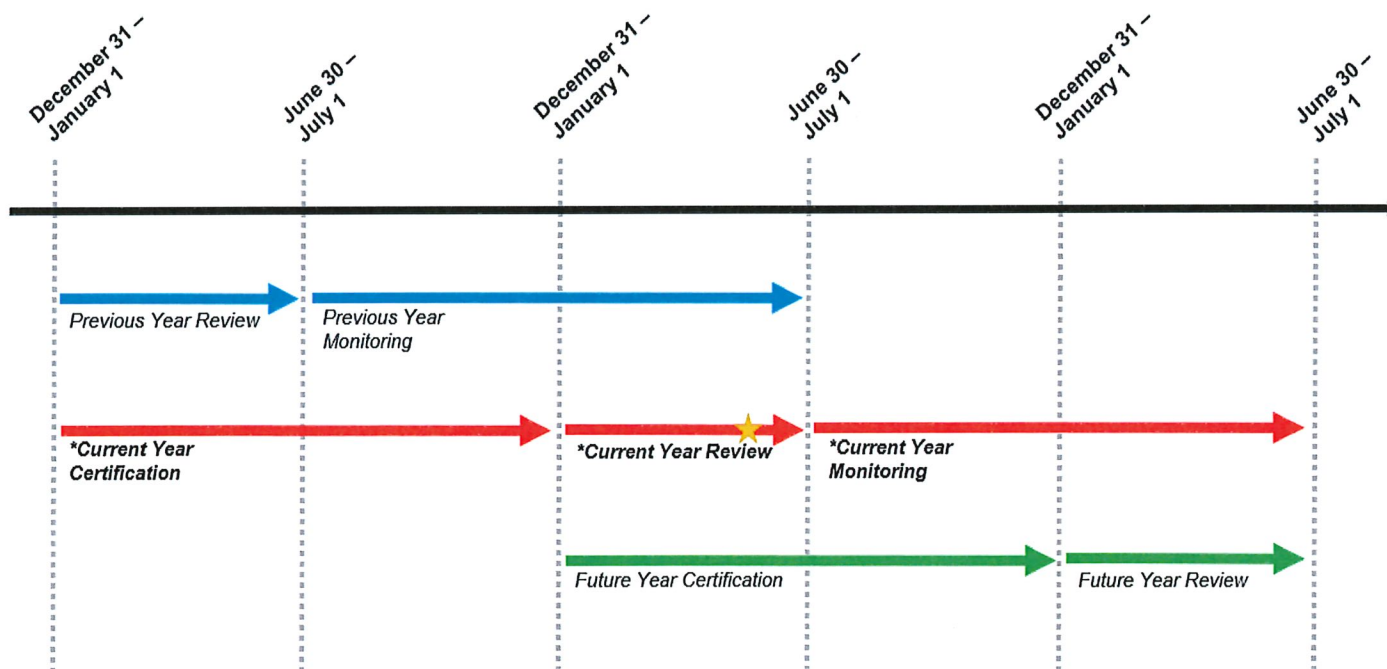 December 31 –
January 1
June 30 –
July 1
December 31 –
January 1
June 30 –
July 1
December 31 –
January 1
June 30 –
July 1
Previous Year Review
Previous Year
Monitoring
*Current Year
Certification
*Current Year Review
*Current Year
Monitoring
Future Year Certification
Future Year Review